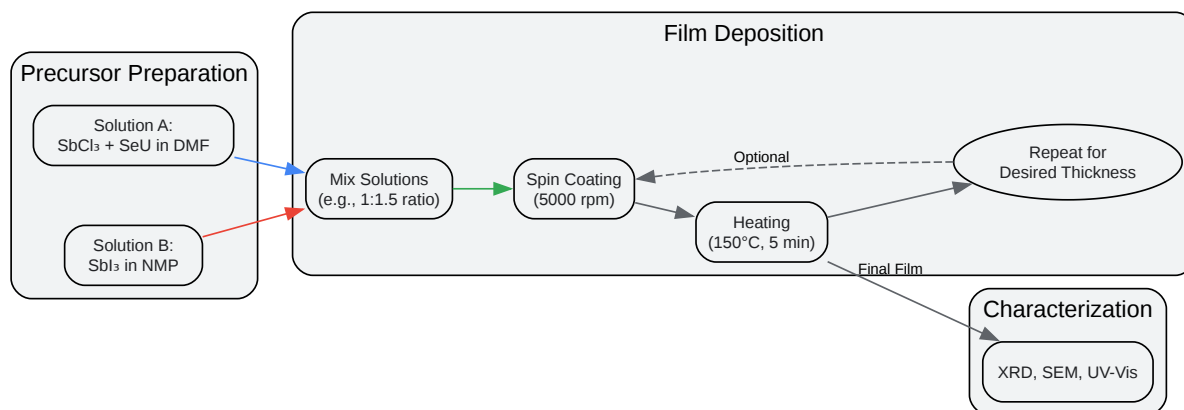 Precursor Preparation
Solution A:
SbCl₃ + SeU in DMF
Solution B:
SbI₃ in NMP
Film Deposition
Mix Solutions
(e.g., 1:1.5 ratio)
Spin Coating
(5000 rpm)
Heating
(150°C, 5 min)
Optional
Repeat for
Desired Thickness
Final Film
Characterization
XRD, SEM, UV-Vis